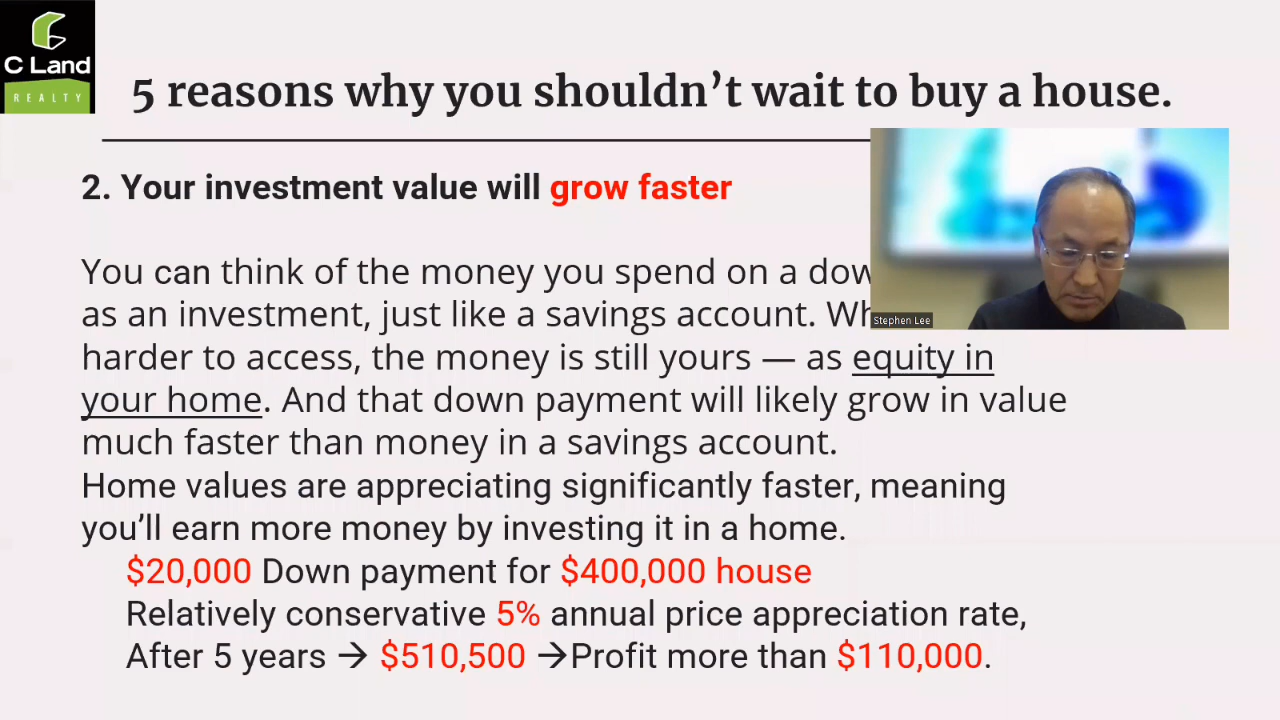 C Land
REALTY
5 reasons why you shouldn’t wait to buy a house.
2. Your investment value will grow faster
Stephen Lee
You can think of the money you spend on a
as an investment, just like a savings account.
harder to access, the money is still yours — as equity in
your home. And that down payment will likely grow in value
much faster than money in a savings account.
Home values are appreciating significantly faster, meaning
you’ll earn more money by investing it in a home.
$20,000 Down payment for $400,000 house
Relatively conservative 5% annual price appreciation rate,
After 5 years → $510,500 →Profit more than $110,000.